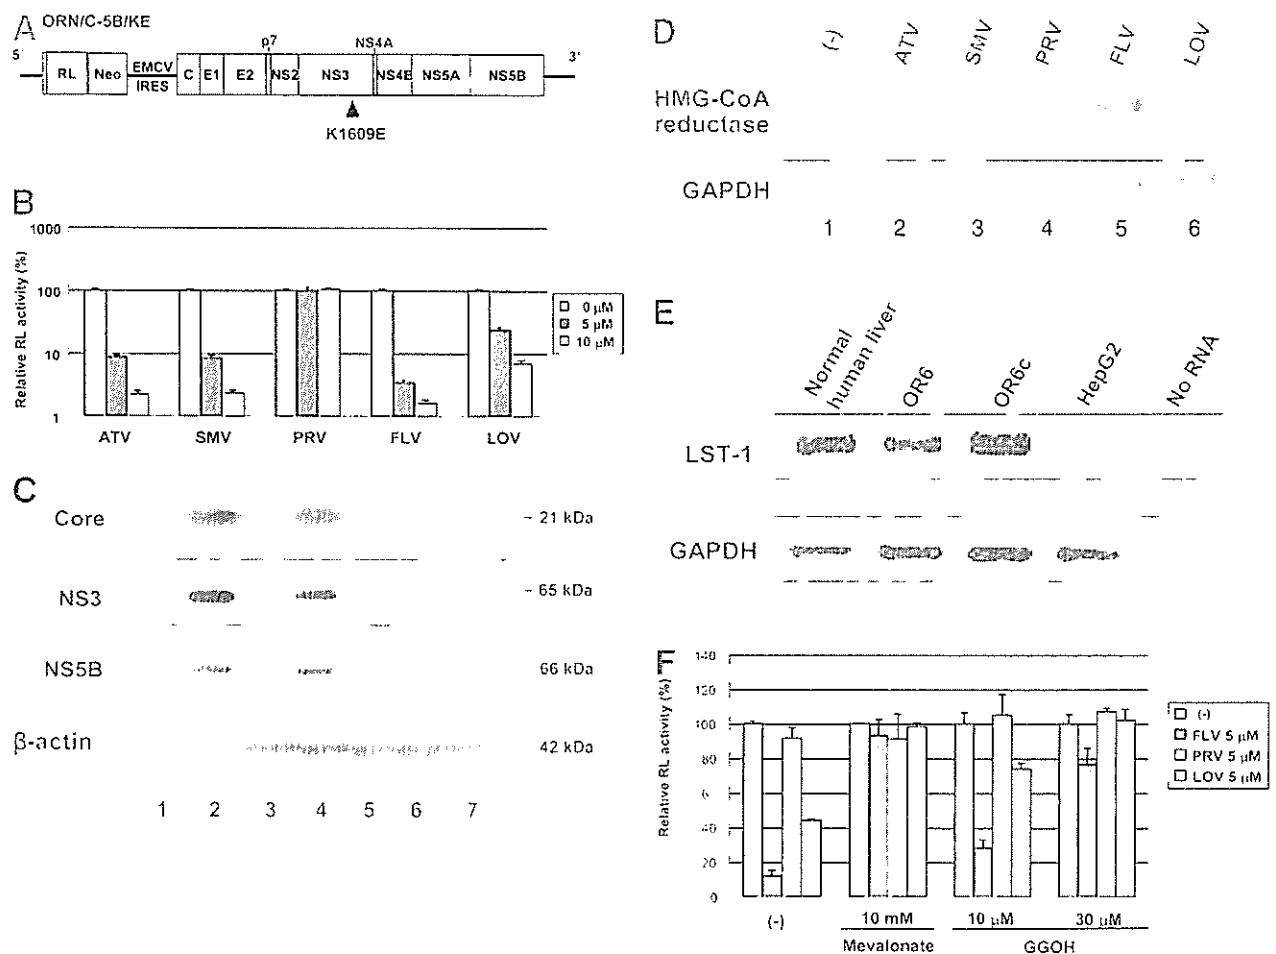 A ORN/C-5B/KE
p7 NS4A
5' RL Neo EMCV IRES C E1 E2 NS2 NS3 NS4B NS5A NS5B 3'
K1609E
B
Relative RL activity (%)
1000
100
10
1
ATV SMV PRV FLV LOV
0 µM
5 µM
10 µM
C
Core - 21 kDa
NS3 - 65 kDa
NS5B 66 kDa
β-actin 42 kDa
1 2 3 4 5 6 7
D
(-) ATV SMV PRV FLV LOV
HMG-CoA
reductase
GAPDH
1 2 3 4 5 6
E
Normal
human liver
OR6 OR6c HepG2 No RNA
LST-1
GAPDH
F
Relative RL activity (%)
140
120
100
80
6
40
20
0
(-) 10 mM 10 µM 30 µM
Mevalonate GGOH
(-)
FLV 5 µM
PRV 5 µM
LOV 5 µM